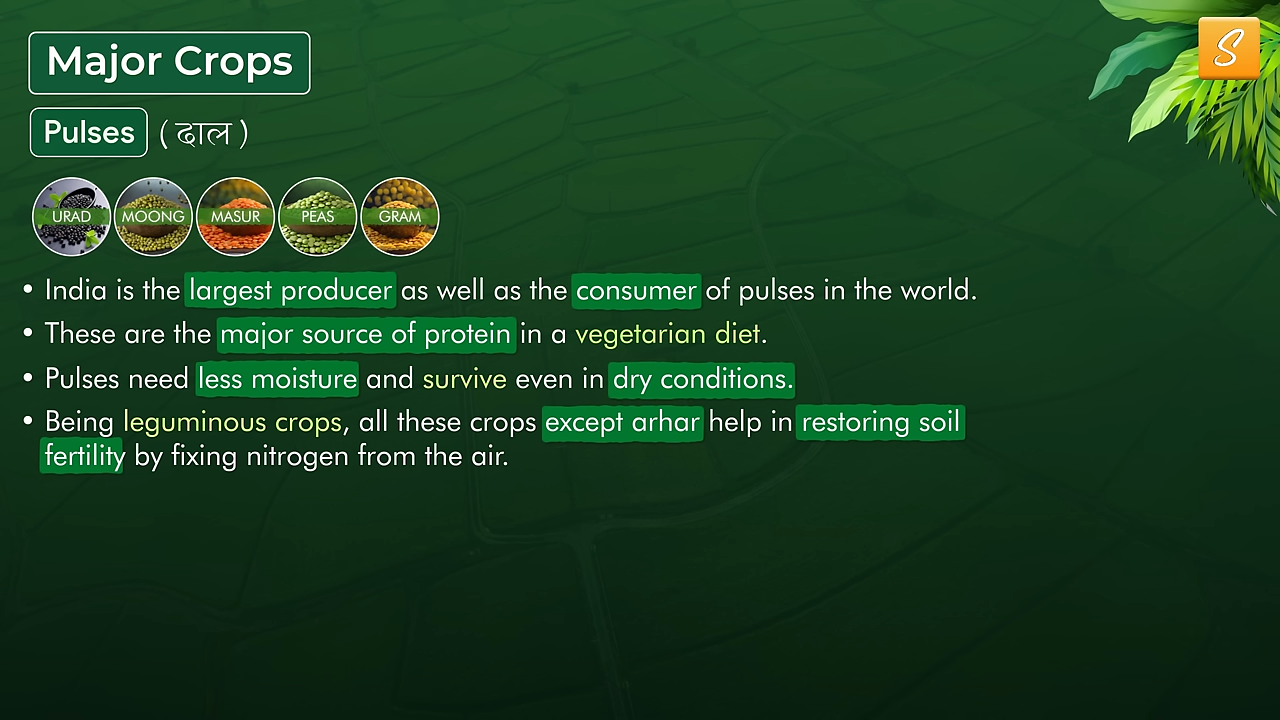 Major Crops
S
Pulses ( दाल )
URAD MOONG MASUR PEAS GRAM
• India is the largest producer as well as the consumer of pulses in the world.
• These are the major source of protein in a vegetarian diet.
• Pulses need less moisture and survive even in dry conditions.
• Being leguminous crops, all these crops except arhar help in restoring soil
fertility by fixing nitrogen from the air.